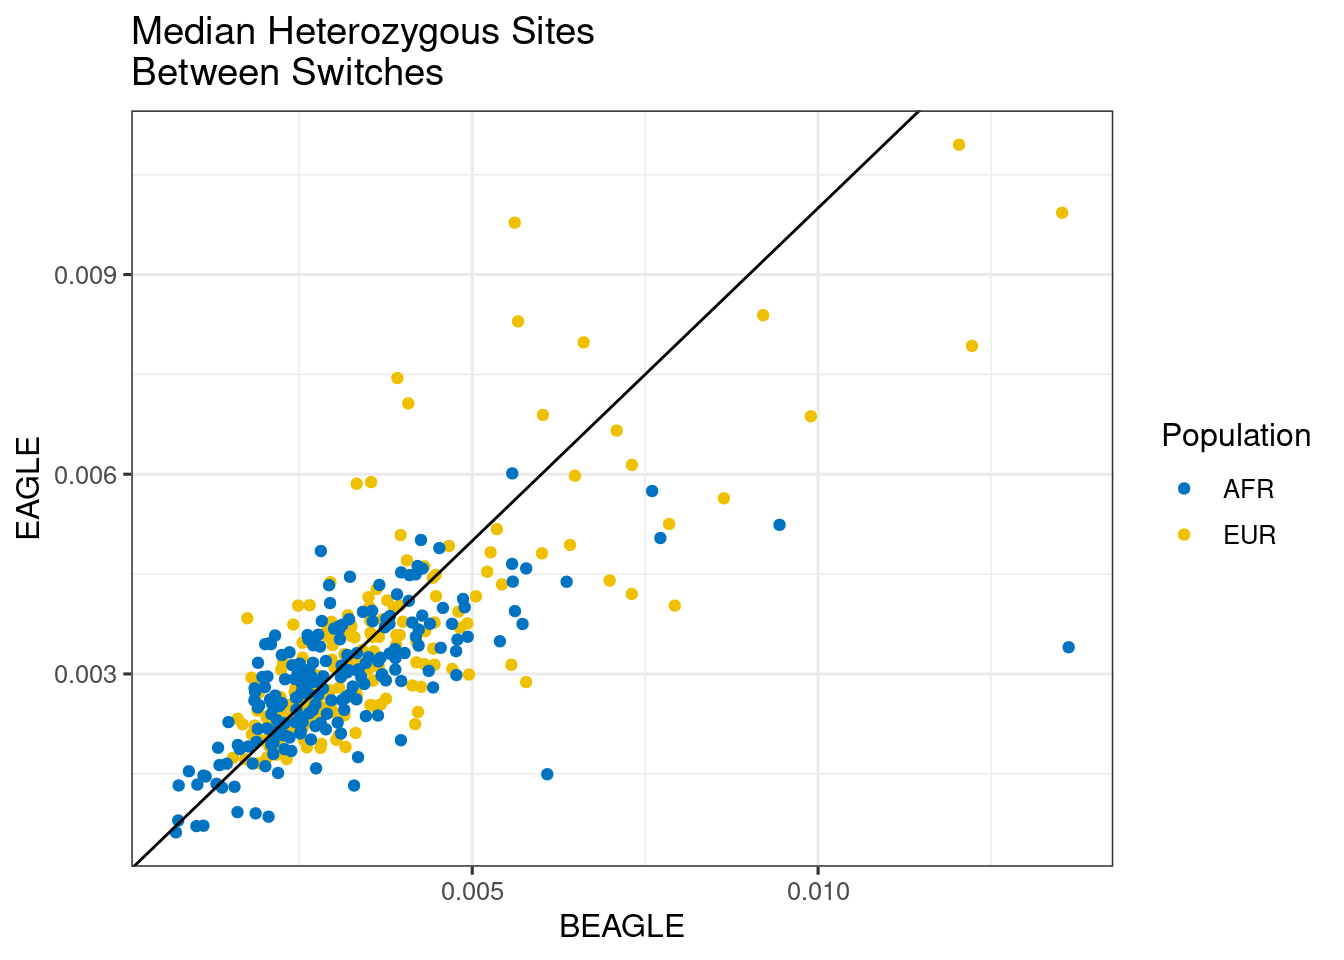 Median Heterozygous Sites
Between Switches
EAGLE
0.009
0.006
0.003
0.005
0.010
BEAGLE
Population
AFR
EUR